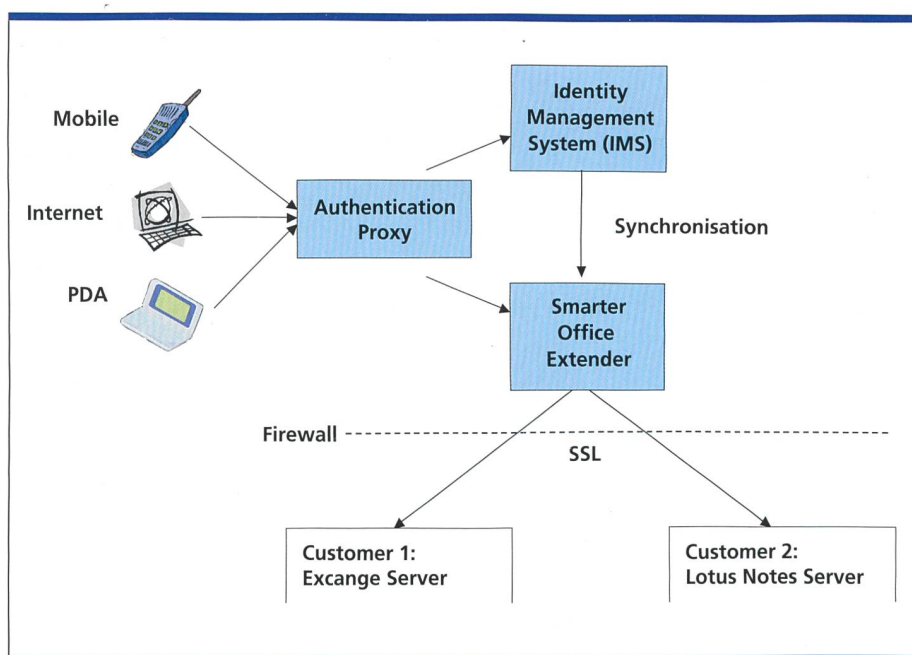 Mobile
Internet
PDA
Authentication
Proxy
Identity
Management
System (IMS)
Synchronisation
Smarter
Office
Extender
Firewall
SSL
Customer 1:
Excange Server
Customer 2:
Lotus Notes Server